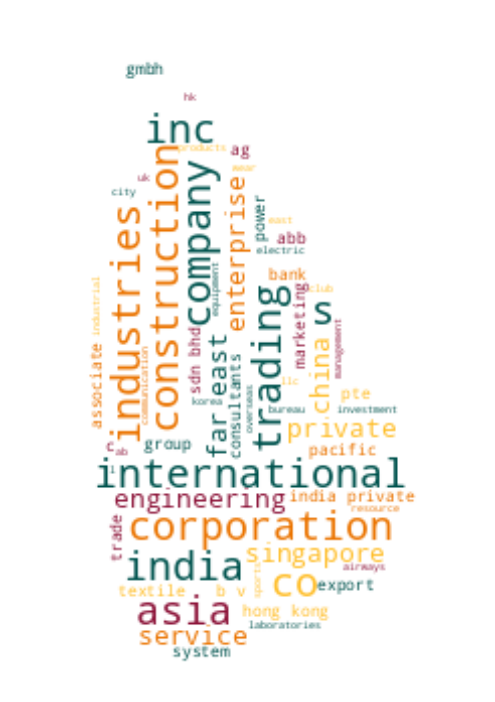 gmbh
hk
inc
products
ag
wear
uk
city
construction
company
enterprise
power
east
abb
electric
industries
equipment
bank
club
industrial
trading
s
marketing
management
sdn bhd
far east
associate
communication
consultants
china
llc
pte
korea
overseas
bureau
investment
private
c
ab
group
pacific
international
i
engineering
india private
resource
trade
corporation
singapore
india
airways
co
export
textile
b v
sports
asia
hong kong
laboratories
service
system